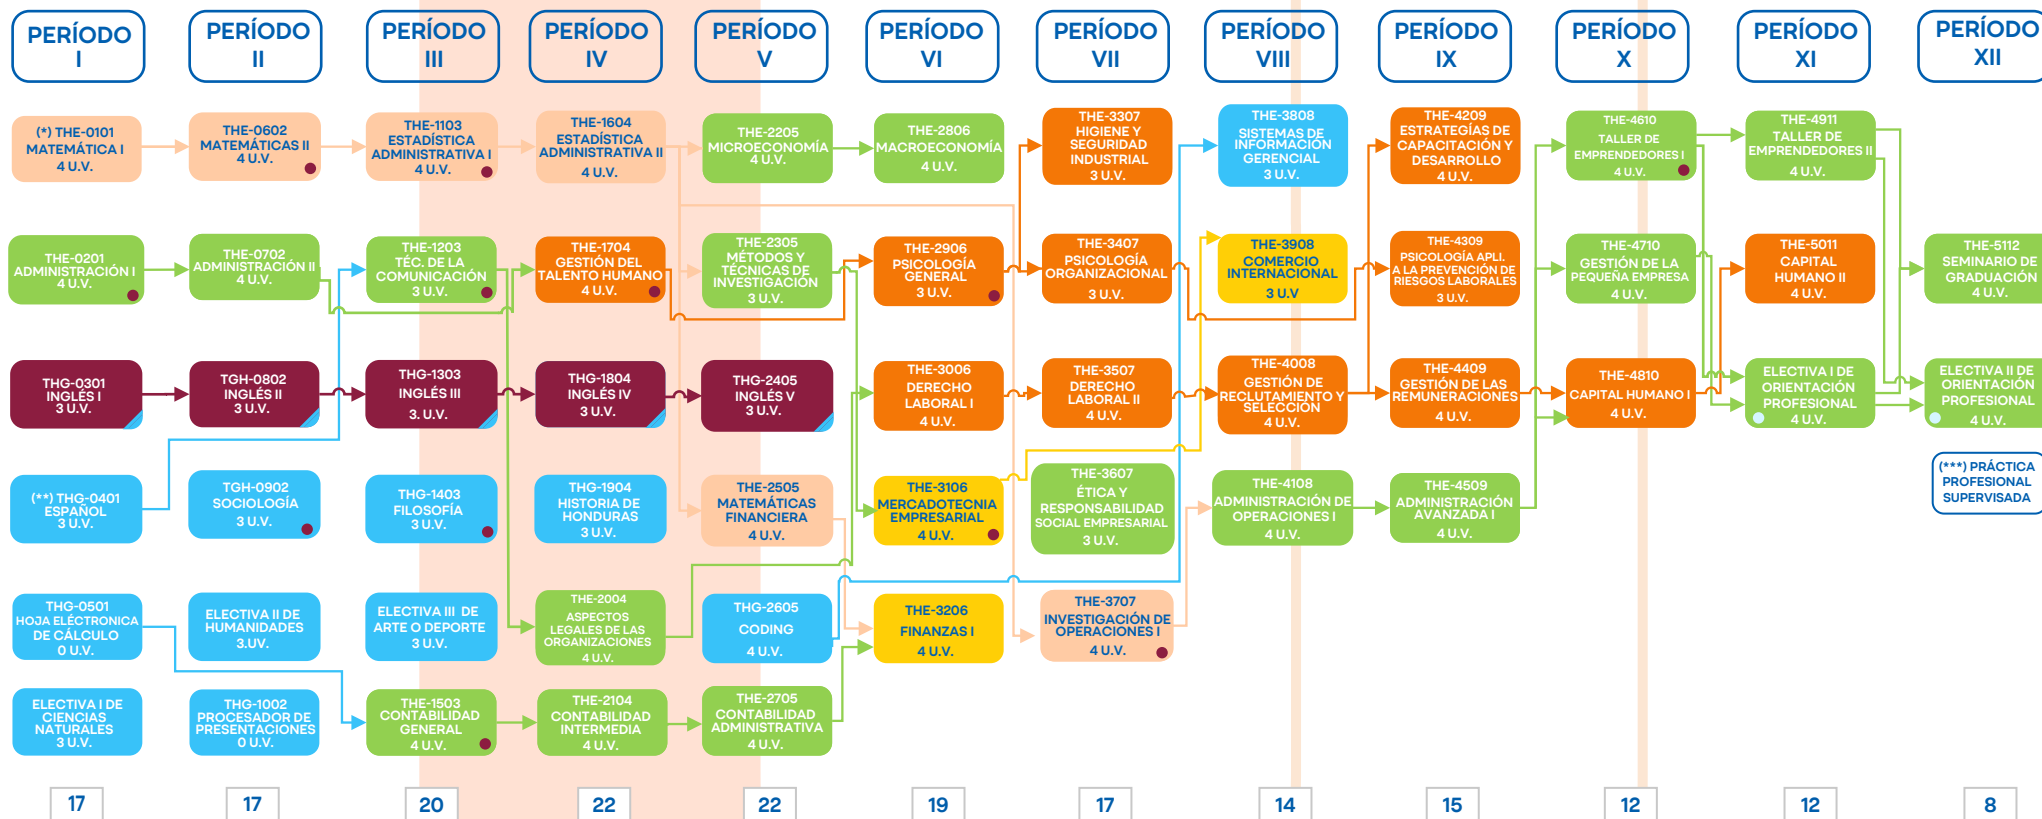 PERÍODO
I
PERÍODO
II
PERÍODO
III
PERÍODO
IV
PERÍODO
V
PERÍODO
VI
PERÍODO
VII
PERÍODO
VIII
PERÍODO
IX
PERÍODO
X
PERÍODO
XI
PERÍODO
XII
(*) THE-0101
MATEMÁTICA I
4 U.V.
THE-0602
MATEMÁTICAS II
4 U.V.
THE-1103
ESTADÍSTICA
ADMINISTRATIVA I
4 U.V.
THE-1604
ESTADÍSTICA
ADMINISTRATIVA II
4 U.V.
THE-2205
MICROECONOMÍA
4 U.V.
THE-2806
MACROECONOMÍA
4 U.V.
THE-3307
HIGIENE Y
SEGURIDAD
INDUSTRIAL
3 U.V.
THE-3808
SISTEMAS DE
INFORMACIÓN
GERENCIAL
3 U.V.
THE-4209
ESTRATEGÍAS DE
CAPACITACIÓN Y
DESARROLLO
4 U.V.
THE-4610
TALLER DE
EMPRENDEDORES I
4 U.V.
THE-4911
TALLER DE
EMPRENDEDORES II
4 U.V.
THE-0201
ADMINISTRACIÓN I
4 U.V.
THE-0702
ADMINISTRACIÓN II
4 U.V.
THE-1203
TÉC. DE LA
COMUNICACIÓN
3 U.V.
THE-1704
GESTIÓN DEL
TALENTO HUMANO
4 U.V.
THE-2305
MÉTODOS Y
TÉCNICAS DE
INVESTIGACIÓN
3 U.V.
THE-2906
PSICOLOGÍA
GENERAL
3 U.V.
THE-3407
PSICOLOGÍA
ORGANIZACIONAL
3 U.V.
THE-3908
COMERCIO
INTERNACIONAL
3 U.V
THE-4309
PSICOLOGÍA APLI.
A LA PREVENCIÓN DE
RIESGOS LABORALES
3 U.V.
THE-4710
GESTIÓN DE LA
PEQUEÑA EMPRESA
4 U.V.
THE-5011
CAPITAL
HUMANO II
4 U.V.
THE-5112
SEMINARIO DE
GRADUACIÓN
4 U.V.
THG-0301
INGLÉS I
3 U.V.
TGH-0802
INGLÉS II
3 U.V.
THG-1303
INGLÉS III
3. U.V.
THG-1804
INGLÉS IV
3 U.V.
THG-2405
INGLÉS V
3 U.V.
THE-3006
DERECHO
LABORAL I
4 U.V.
THE-3507
DERECHO
LABORAL II
4 U.V.
THE-4008
GESTIÓN DE
RECLUTAMIENTO Y
SELECCIÓN
4 U.V.
THE-4409
GESTIÓN DE LAS
REMUNERACIONES
4 U.V.
THE-4810
CAPITAL HUMANO I
4 U.V.
ELECTIVA I DE
ORIENTACIÓN
PROFESIONAL
4 U.V.
ELECTIVA II DE
ORIENTACIÓN
PROFESIONAL
4 U.V.
(**) THG-0401
ESPAÑOL
3 U.V.
TGH-0902
SOCIOLOGÍA
3 U.V.
THG-1403
FILOSOFÍA
3 U.V.
THG-1904
HISTORIA DE
HONDURAS
3 U.V.
THE-2505
MATEMÁTICAS
FINANCIERA
4 U.V.
THE-3106
MERCADOTECNIA
EMPRESARIAL
4 U.V.
THE-3607
ÉTICA Y
RESPONSABILIDAD
SOCIAL EMPRESARIAL
3 U.V.
THE-4108
ADMINISTRACIÓN DE
OPERACIONES I
4 U.V.
THE-4509
ADMINISTRACIÓN
AVANZADA I
4 U.V.
(***) PRÁCTICA
PROFESIONAL
SUPERVISADA
THG-0501
HOJA ELÉCTRONICA
DE CÁLCULO
0 U.V.
ELECTIVA II DE
HUMANIDADES
3.UV.
ELECTIVA III DE
ARTE O DEPORTE
3 U.V.
THE-2004
ASPECTOS
LEGALES DE LAS
ORGANIZACIONES
4 U.V.
THG-2605
CODING
4 U.V.
THE-3206
FINANZAS I
4 U.V.
THE-3707
INVESTIGACIÓN DE
OPERACIONES I
4 U.V.
ELECTIVA I DE
CIENCIAS
NATURALES
3 U.V.
THG-1002
PROCESADOR DE
PRESENTACIONES
0 U.V.
THE-1503
CONTABILIDAD
GENERAL
4 U.V.
THE-2104
CONTABILIDAD
INTERMEDIA
4 U.V.
THE-2705
CONTABILIDAD
ADMINISTRATIVA
4 U.V.
17
17
20
22
22
19
17
14
15
12
12
8